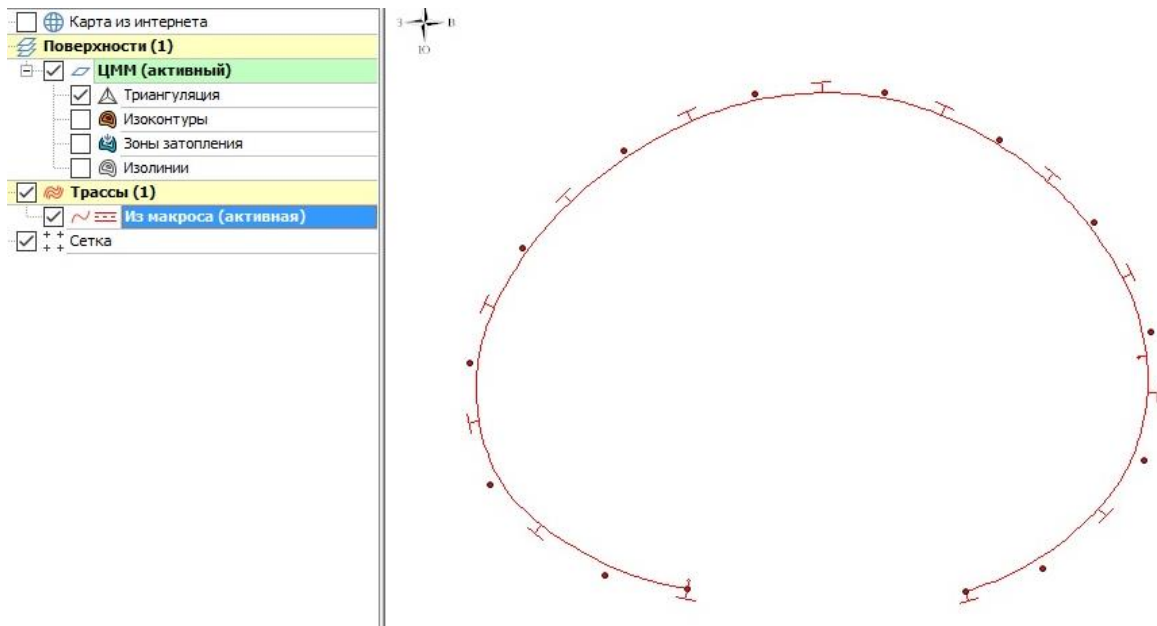 Карта из интернета
Поверхности (1)
ЦММ (активный)
Триангуляция
Изоконтуры
Зоны затопления
Изолинии
Трассы (1)
Из макроса (активная)
Сетка
З В
Ю